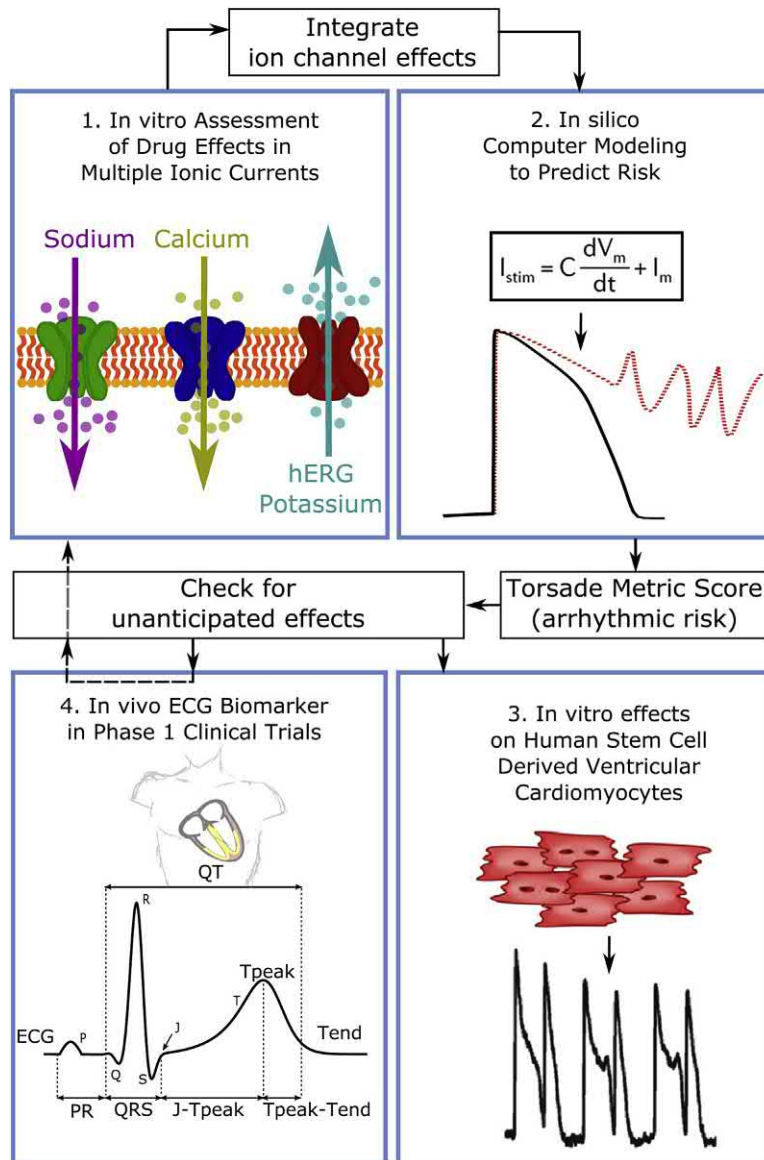 Integrate
ion channel effects
1. In vitro Assessment
of Drug Effects in
Multiple Ionic Currents
Sodium
Calcium
hERG
Potassium
2. In silico
Computer Modeling
to Predict Risk
I_stim = C dV_m/dt + I_m
Check for
unanticipated effects
Torsade Metric Score
(arrhythmic risk)
4. In vivo ECG Biomarker
in Phase 1 Clinical Trials
QT
R
Tpeak
T
J
ECG
P
Tend
Q
S
PR
QRS
J-Tpeak
Tpeak-Tend
3. In vitro effects
on Human Stem Cell
Derived Ventricular
Cardiomyocytes